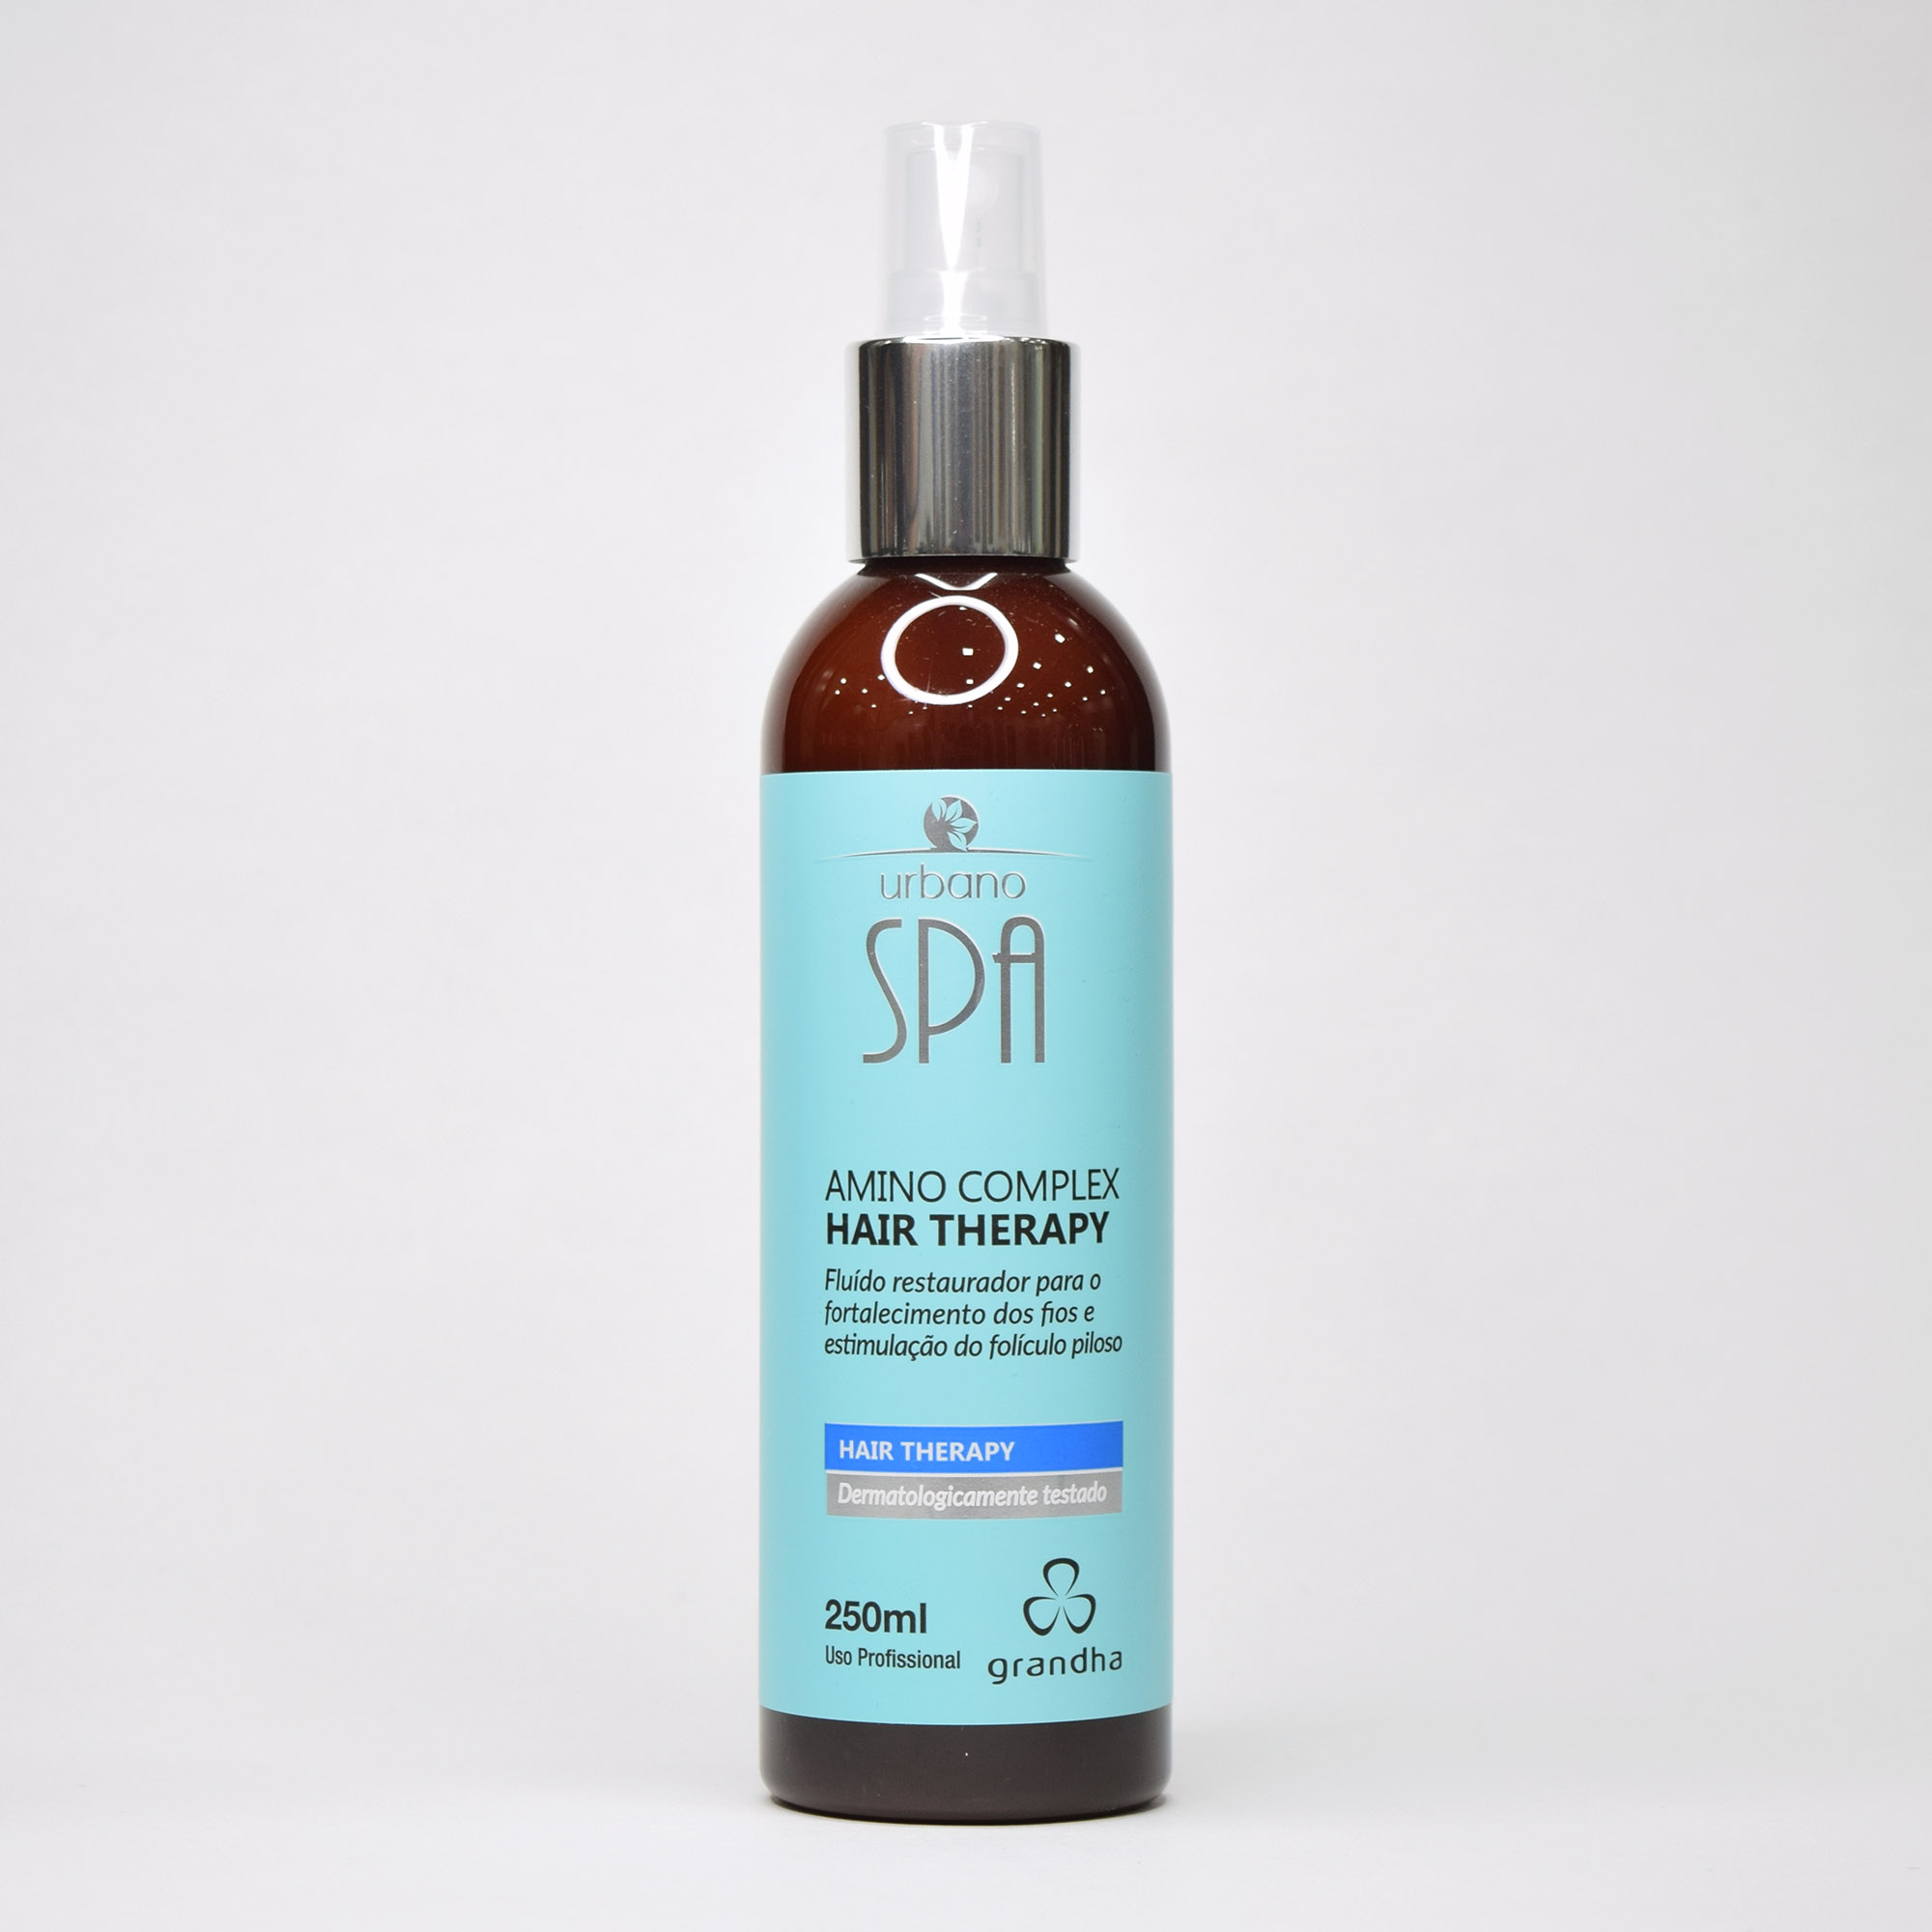 urbano
SPA
AMINO COMPLEX
HAIR THERAPY
Fluído restaurador para o
fortalecimento dos fios e
estimulação do folículo piloso
HAIR THERAPY
Dermatologicamente testado
250ml
Uso Profissional
grandha